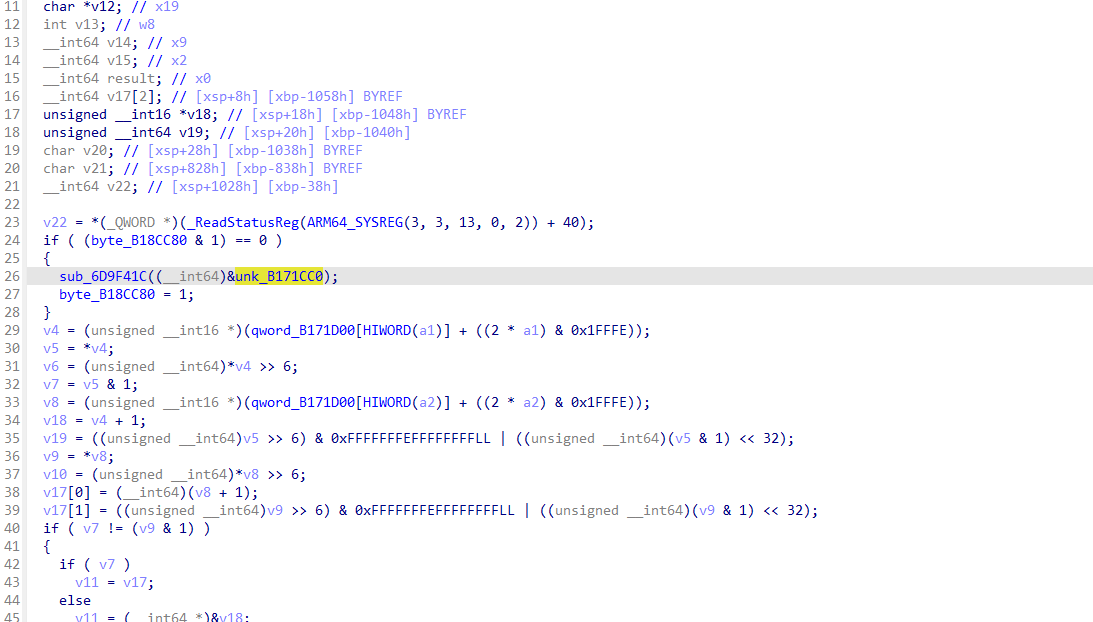 11 char *v12; // x19
12 int v13; // w8
13 __int64 v14; // x9
14 __int64 v15; // x2
15 __int64 result; // x0
16 __int64 v17[2]; // [xsp+8h] [xbp-1058h] BYREF
17 unsigned __int16 *v18; // [xsp+18h] [xbp-1048h] BYREF
18 unsigned __int64 v19; // [xsp+20h] [xbp-1040h]
19 char v20; // [xsp+28h] [xbp-1038h] BYREF
20 char v21; // [xsp+828h] [xbp-838h] BYREF
21 __int64 v22; // [xsp+1028h] [xbp-38h]
22
23 v22 = *(_QWORD *)(_ReadStatusReg(ARM64_SYSREG(3, 3, 13, 0, 2)) + 40);
24 if ( (byte_B18CC80 & 1) == 0 )
25 {
26 sub_6D9F41C((__int64)&unk_B171CC0);
27 byte_B18CC80 = 1;
28 }
29 v4 = (unsigned __int16 *)(qword_B171D00[HIWORD(a1)] + ((2 * a1) & 0x1FFFE));
30 v5 = *v4;
31 v6 = (unsigned __int64)*v4 >> 6;
32 v7 = v5 & 1;
33 v8 = (unsigned __int16 *)(qword_B171D00[HIWORD(a2)] + ((2 * a2) & 0x1FFFE));
34 v18 = v4 + 1;
35 v19 = ((unsigned __int64)v5 >> 6) & 0xFFFFFFFEFFFFFFFFLL | ((unsigned __int64)(v5 & 1) << 32);
36 v9 = *v8;
37 v10 = (unsigned __int64)*v8 >> 6;
38 v17[0] = (__int64)(v8 + 1);
39 v17[1] = ((unsigned __int64)v9 >> 6) & 0xFFFFFFFEFFFFFFFFLL | ((unsigned __int64)(v9 & 1) << 32);
40 if ( v7 != (v9 & 1) )
41 {
42 if ( v7 )
43 v11 = v17;
44 else
45 v11 = (__int64 *)&v18;